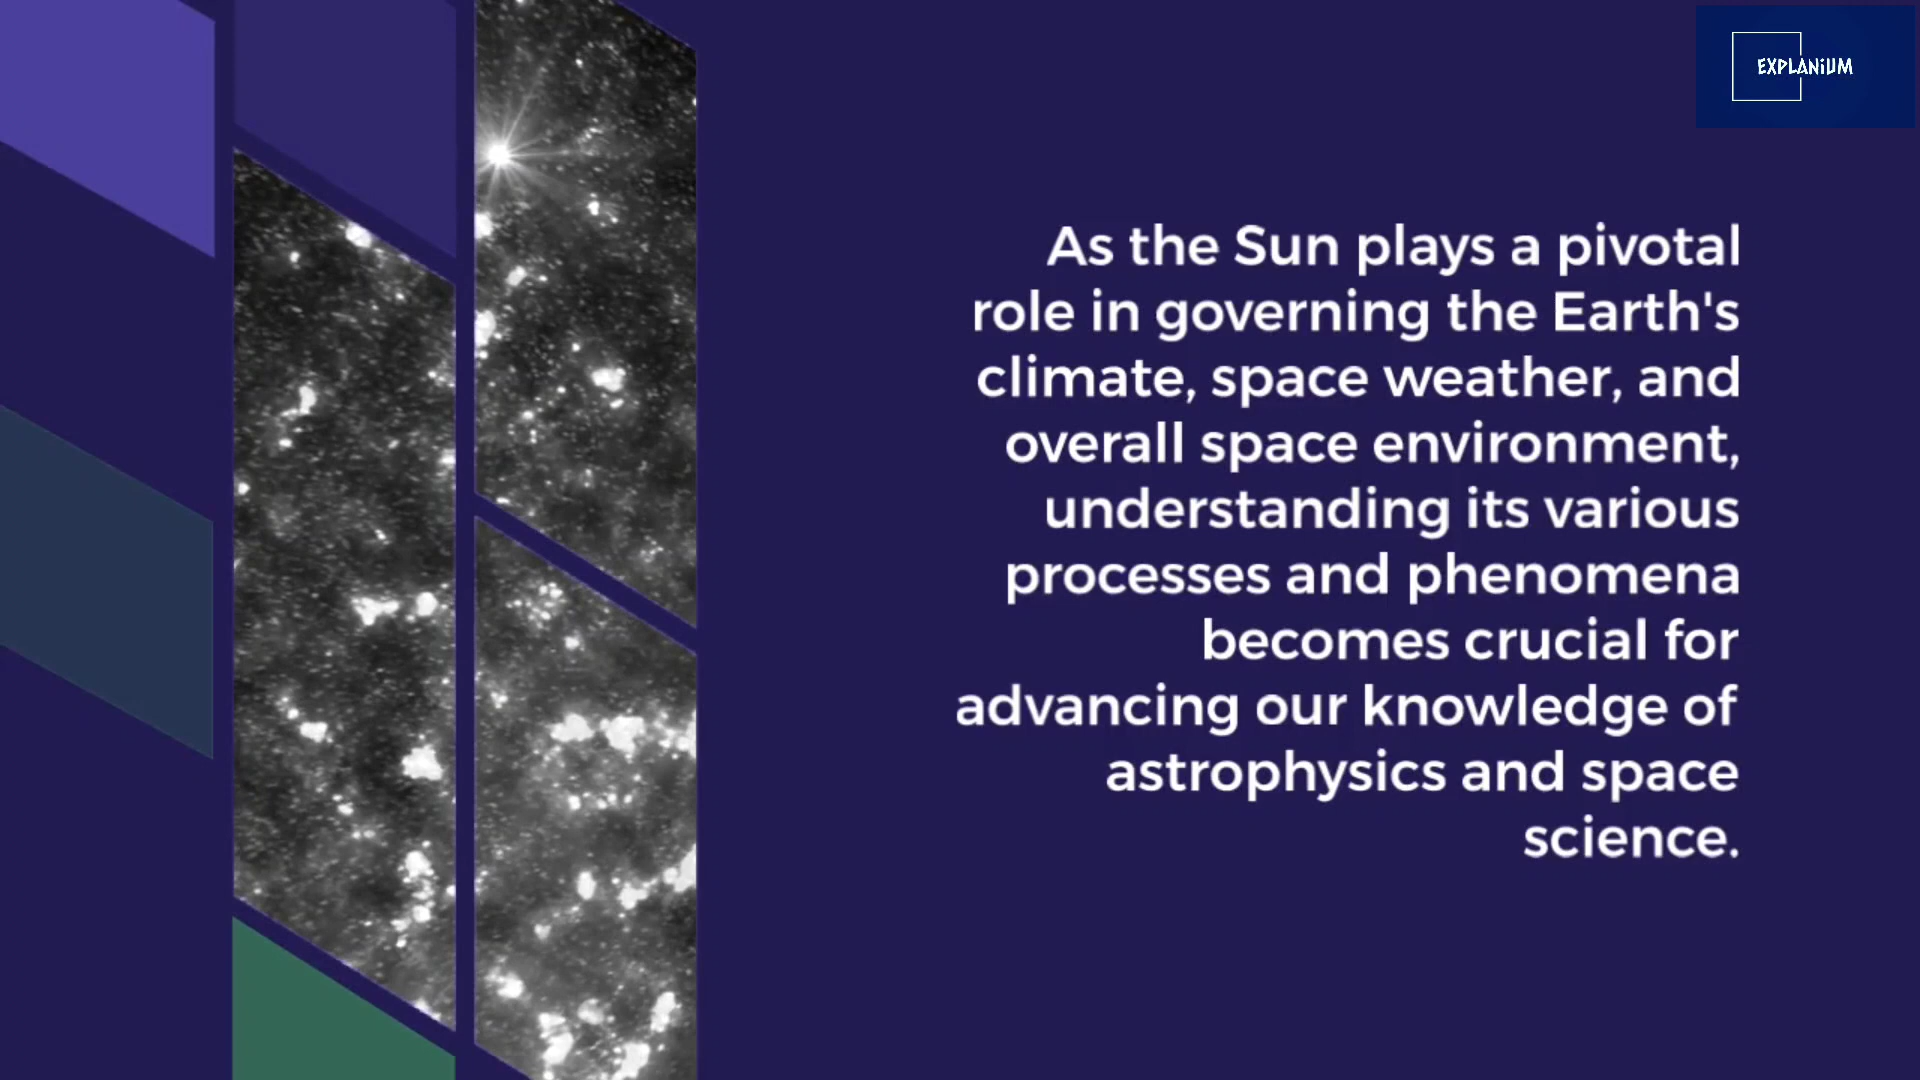 EXPLANiUM
As the Sun plays a pivotal
role in governing the Earth's
climate, space weather, and
overall space environment,
understanding its various
processes and phenomena
becomes crucial for
advancing our knowledge of
astrophysics and space
science.